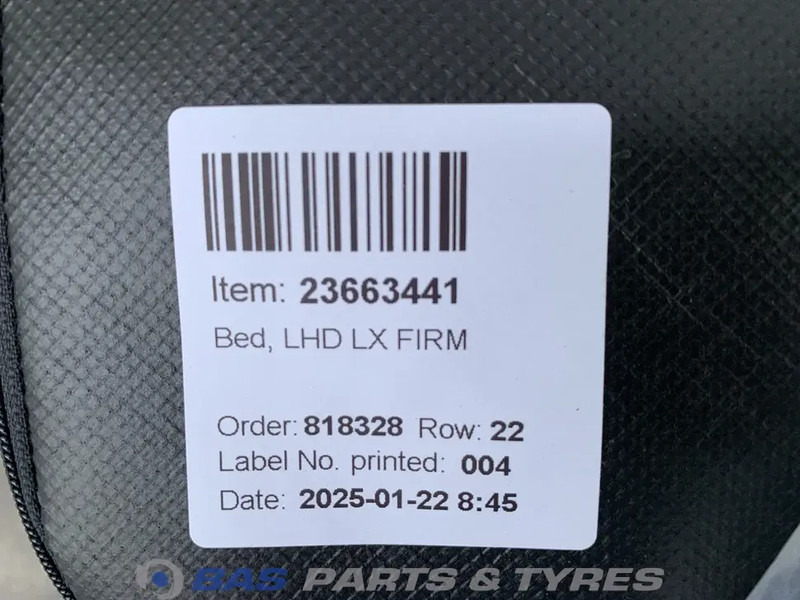 Item: 23663441
Bed, LHD LX FIRM
Order: 818328 Row: 22
Label No. printed: 004
Date: 2025-01-22 8:45
BAS PARTS & TYRES